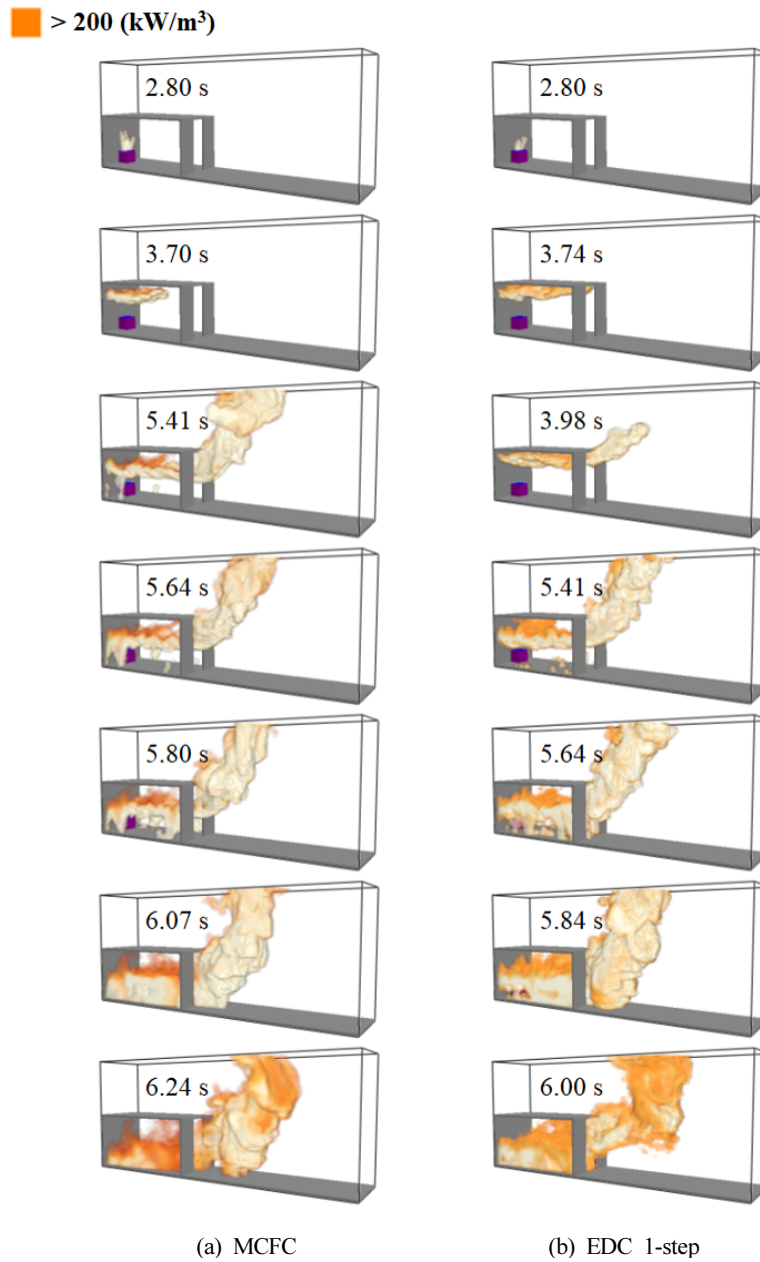 > 200 (kW/m³)
2.80 s
2.80 s
3.70 s
3.74 s
5.41 s
3.98 s
5.64 s
5.41 s
5.80 s
5.64 s
6.07 s
5.84 s
6.24 s
6.00 s
(a) MCFC
(b) EDC 1-step